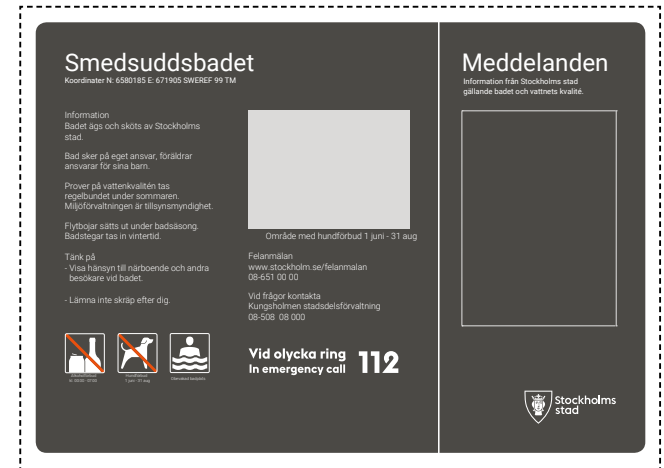 Smedsuddsbadet
Koordinater N: 6580185 E: 671905 SWEREF 99 TM
Information
Badet ägs och sköts av Stockholms
stad.
Bad sker på eget ansvar, föräldrar
ansvarar för sina barn.
Prover på vattenkvalitén tas
regelbundet under sommaren.
Miljöförvaltningen är tillsynsmyndighet.
Flytbojar sätts ut under badsäsong.
Badstegar tas in vintertid.
Tänk på
- Visa hänsyn till närboende och andra
besökare vid badet.
- Lämna inte skräp efter dig.
Område med hundförbud 1 juni - 31 aug
Felanmälan
www.stockholm.se/felanmalan
08-651 00 00
Vid frågor kontakta
Kungsholmen stadsdelsförvaltning
08-508 08 000
Hundförbud
1 juni - 31 aug
Vid olycka ring
In emergency call
112
Meddelanden
Information från Stockholms stad
gällande badet och vattnets kvalité.
Stockholms
stad